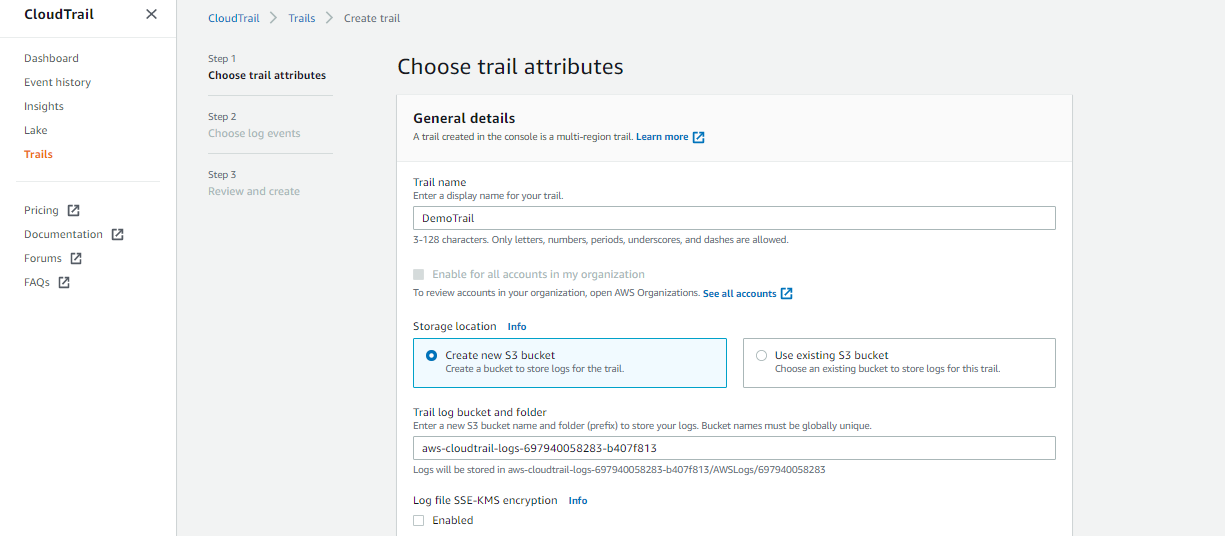 CloudTrail
Dashboard
Event history
Insights
Lake
Trails
Pricing
Documentation
Forums
FAQs
CloudTrail > Trails > Create trail
Step 1
Choose trail attributes
Step 2
Choose log events
Step 3
Review and create
Choose trail attributes
General details
A trail created in the console is a multi-region trail. Learn more
Trail name
Enter a display name for your trail.
DemoTrail
3-128 characters. Only letters, numbers, periods, underscores, and dashes are allowed.
Enable for all accounts in my organization
To review accounts in your organization, open AWS Organizations. See all accounts
Storage location Info
Create new S3 bucket
Create a bucket to store logs for the trail.
Use existing S3 bucket
Choose an existing bucket to store logs for this trail.
Trail log bucket and folder
Enter a new S3 bucket name and folder (prefix) to store your logs. Bucket names must be globally unique.
aws-cloudtrail-logs-697940058283-b407f813
Logs will be stored in aws-cloudtrail-logs-697940058283-b407f813/AWSLogs/697940058283
Log file SSE-KMS encryption Info
Enabled